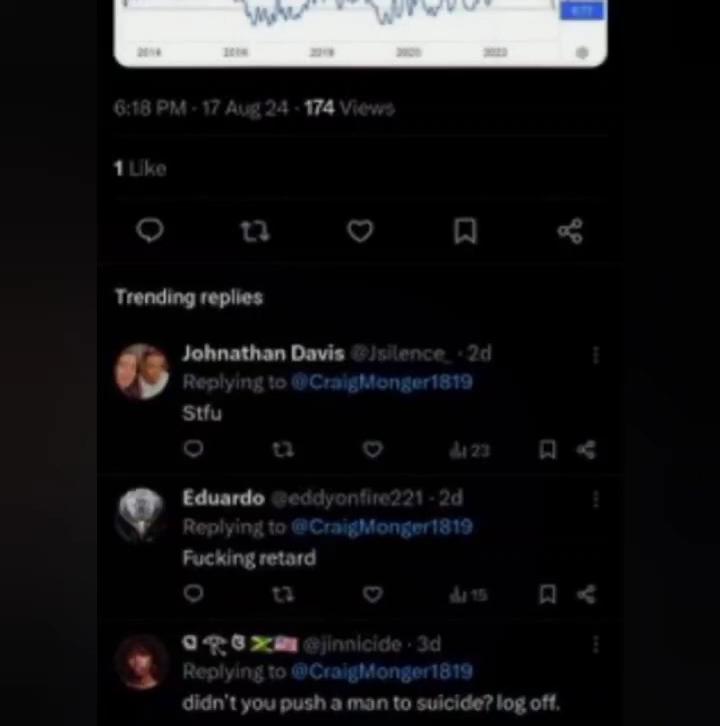 2014 2016 2018 2020 2022
6:18 PM · 17 Aug 24 · 174 Views
1 Like
Trending replies
Johnathan Davis @Jsilence_ · 2d
Replying to @CraigMonger1819
Stfu
23
Eduardo @eddyonfire221 · 2d
Replying to @CraigMonger1819
Fucking retard
15
@jinnicide · 3d
Replying to @CraigMonger1819
didn't you push a man to suicide? log off.